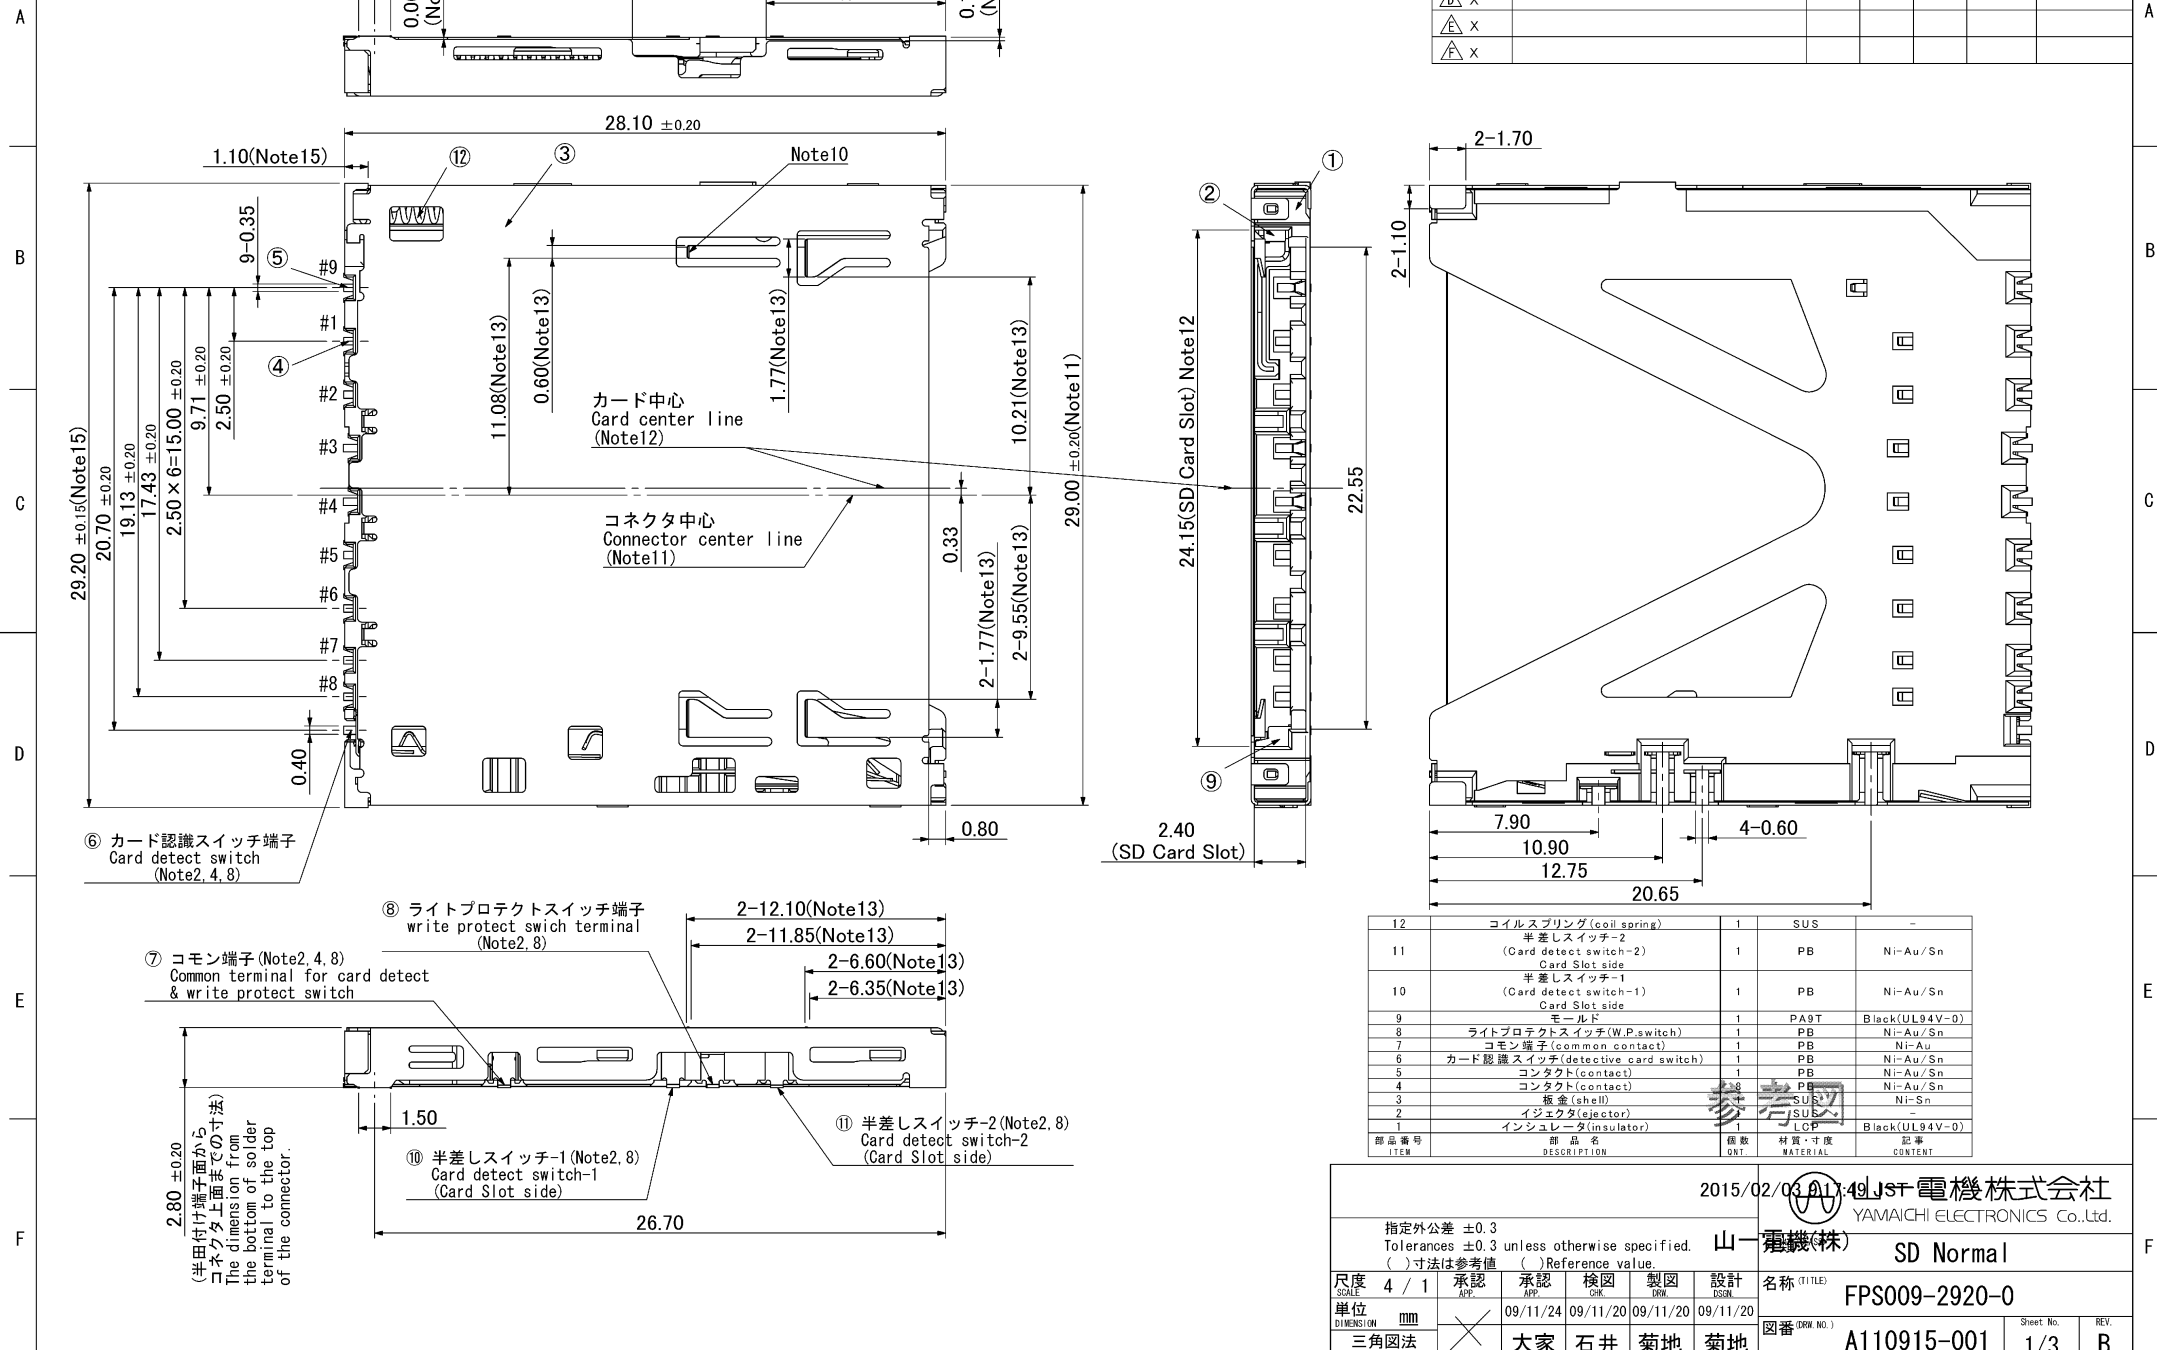 A
A
0.
D X
E X
F X
28.10 ±0.20
1.10(Note15)
⑫
③
Note10
①
②
2-1.70
2-1.10
B
B
9-0.35
⑤
#9
#1
④
#2
#3
#4
#5
#6
#7
#8
29.20 ±0.15(Note15)
20.70 ±0.20
19.13 ±0.20
17.43 ±0.20
2.50×6=15.00 ±0.20
9.71 ±0.20
2.50 ±0.20
11.08(Note13)
0.60(Note13)
1.77(Note13)
10.21(Note13)
29.00 ±0.20(Note11)
24.15(SD Card Slot) Note12
22.55
カード中心
Card center line
(Note12)
コネクタ中心
Connector center line
(Note11)
0.33
2-1.77(Note13)
2-9.55(Note13)
C
C
D
D
0.40
⑨
0.80
2.40
(SD Card Slot)
7.90
4-0.60
10.90
12.75
20.65
⑥ カード認識スイッチ端子
Card detect switch
(Note2,4,8)
⑧ ライトプロテクトスイッチ端子
write protect swich terminal
(Note2,8)
⑦ コモン端子(Note2,4,8)
Common terminal for card detect
& write protect switch
2-12.10(Note13)
2-11.85(Note13)
2-6.60(Note13)
2-6.35(Note13)
E
E
1.50
⑩ 半差しスイッチ-1(Note2,8)
Card detect switch-1
(Card Slot side)
⑪ 半差しスイッチ-2(Note2,8)
Card detect switch-2
(Card Slot side)
26.70
2.80 ±0.20
(半田付け端子面から
コネクタ上面までの寸法)
The dimension from
the bottom of solder
terminal to the top
of the connector.
F
F
12 コイルスプリング(coil spring) 1 SUS -
11 半差しスイッチ-2 (Card detect switch-2) Card Slot side 1 PB Ni-Au/Sn
10 半差しスイッチ-1 (Card detect switch-1) Card Slot side 1 PB Ni-Au/Sn
9 モールド 1 PA9T Black(UL94V-0)
8 ライトプロテクトスイッチ(W.P.switch) 1 PB Ni-Au/Sn
7 コモン端子(common contact) 1 PB Ni-Au
6 カード認識スイッチ(detective card switch) 1 PB Ni-Au/Sn
5 コンタクト(contact) 1 PB Ni-Au/Sn
4 コンタクト(contact) 8 PB Ni-Au/Sn
3 板金(shell) SUS Ni-Sn
2 イジェクタ(ejector) SUS -
1 インシュレータ(insulator) 1 LCP Black(UL94V-0)
部品番号 部品名 個数 材質・寸度 記事
ITEM DESCRIPTION QNT. MATERIAL CONTENT
参考図
2015/02/03 9:17:49 JST
山一電機株式会社
YAMAICHI ELECTRONICS Co.,Ltd.
山一電機(株)
指定外公差 ±0.3
Tolerances ±0.3 unless otherwise specified.
( )寸法は参考値 ( )Reference value.
SD Normal
尺度 SCALE 4 / 1
承認 APP.
承認 APP.
検図 CHK.
製図 DRW.
設計 DSGN.
名称(TITLE) FPS009-2920-0
単位 DIMENSION mm
09/11/24 09/11/20 09/11/20 09/11/20
三角図法
大家 石井 菊地 菊地
図番(DRW.NO.) A110915-001
Sheet No. 1/3
REV. B